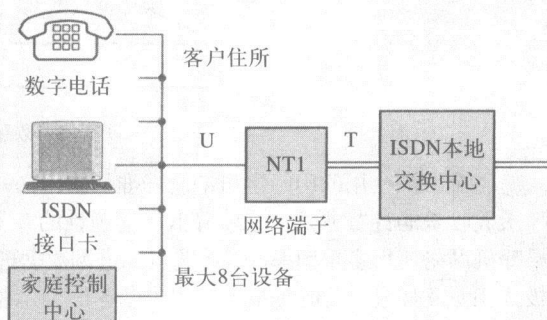 客户住所
数字电话
U
NT1
T
ISDN本地
交换中心
ISDN
接口卡
网络端子
家庭控制
中心
最大8台设备